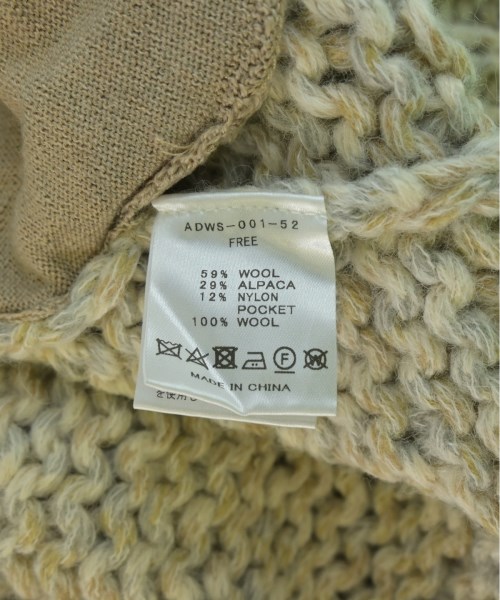 ADWS-001-52
FREE
59% WOOL
29% ALPACA
12% NYLON
POCKET
100% WOOL
F W
MADE IN CHINA